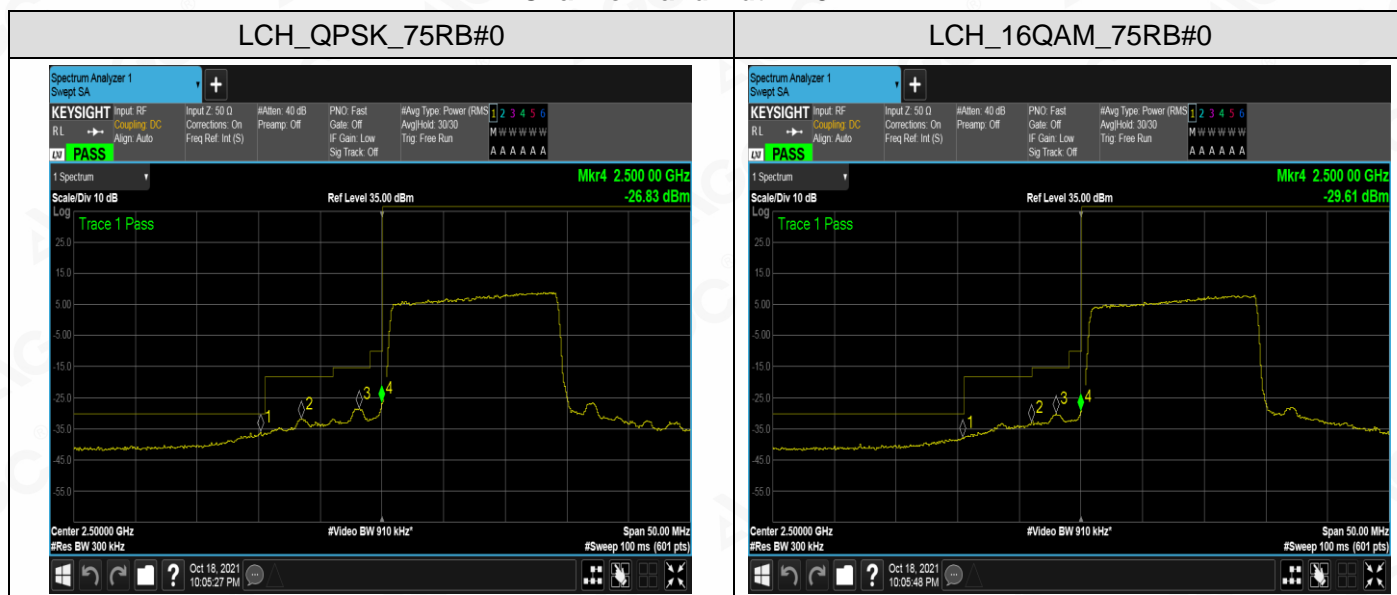 LCH_QPSK_75RB#0
LCH_16QAM_75RB#0
Spectrum Analyzer 1
Swept SA
+
KEYSIGHT Input: RF
RL
Coupling: DC
Align: Auto
Input Z: 50 Ω
Corrections: On
Freq Ref: Int (S)
#Atten: 40 dB
Preamp: Off
PNO: Fast
Gate: Off
IF Gain: Low
Sig Track: Off
#Avg Type: Power (RMS
Avg|Hold: 30/30
Trig: Free Run
1 2 3 4 5 6
M W W W W W
A A A A A A
LXI PASS
1 Spectrum
Mkr4 2.500 00 GHz
Scale/Div 10 dB
Ref Level 35.00 dBm
-26.83 dBm
Log
Trace 1 Pass
25.0
15.0
5.00
-5.00
-15.0
-25.0
-35.0
-45.0
-55.0
1
2
3
4
Center 2.50000 GHz
#Video BW 910 kHz*
Span 50.00 MHz
#Res BW 300 kHz
#Sweep 100 ms (601 pts)
?
Oct 18, 2021
10:05:27 PM
Spectrum Analyzer 1
Swept SA
+
KEYSIGHT Input: RF
RL
Coupling: DC
Align: Auto
Input Z: 50 Ω
Corrections: On
Freq Ref: Int (S)
#Atten: 40 dB
Preamp: Off
PNO: Fast
Gate: Off
IF Gain: Low
Sig Track: Off
#Avg Type: Power (RMS
Avg|Hold: 30/30
Trig: Free Run
1 2 3 4 5 6
M W W W W W
A A A A A A
LXI PASS
1 Spectrum
Mkr4 2.500 00 GHz
Scale/Div 10 dB
Ref Level 35.00 dBm
-29.61 dBm
Log
Trace 1 Pass
25.0
15.0
5.00
-5.00
-15.0
-25.0
-35.0
-45.0
-55.0
1
2
3
4
Center 2.50000 GHz
#Video BW 910 kHz*
Span 50.00 MHz
#Res BW 300 kHz
#Sweep 100 ms (601 pts)
?
Oct 18, 2021
10:05:48 PM